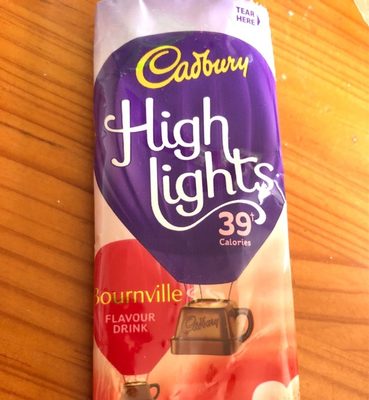 TEAR
HERE
Cadbury
High
Lights
39+
Calories
Bournville
FLAVOUR
DRINK
Cadbury